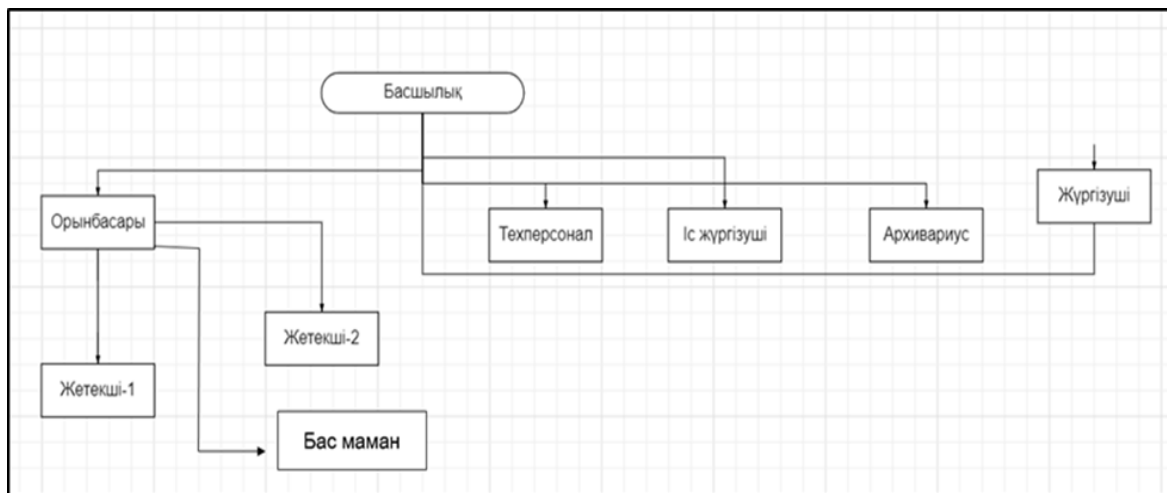 Басшылық
Жүргізуші
Орынбасары
Техперсонал
Іс жүргізуші
Архивариус
Жетекші-2
Жетекші-1
Бас маман